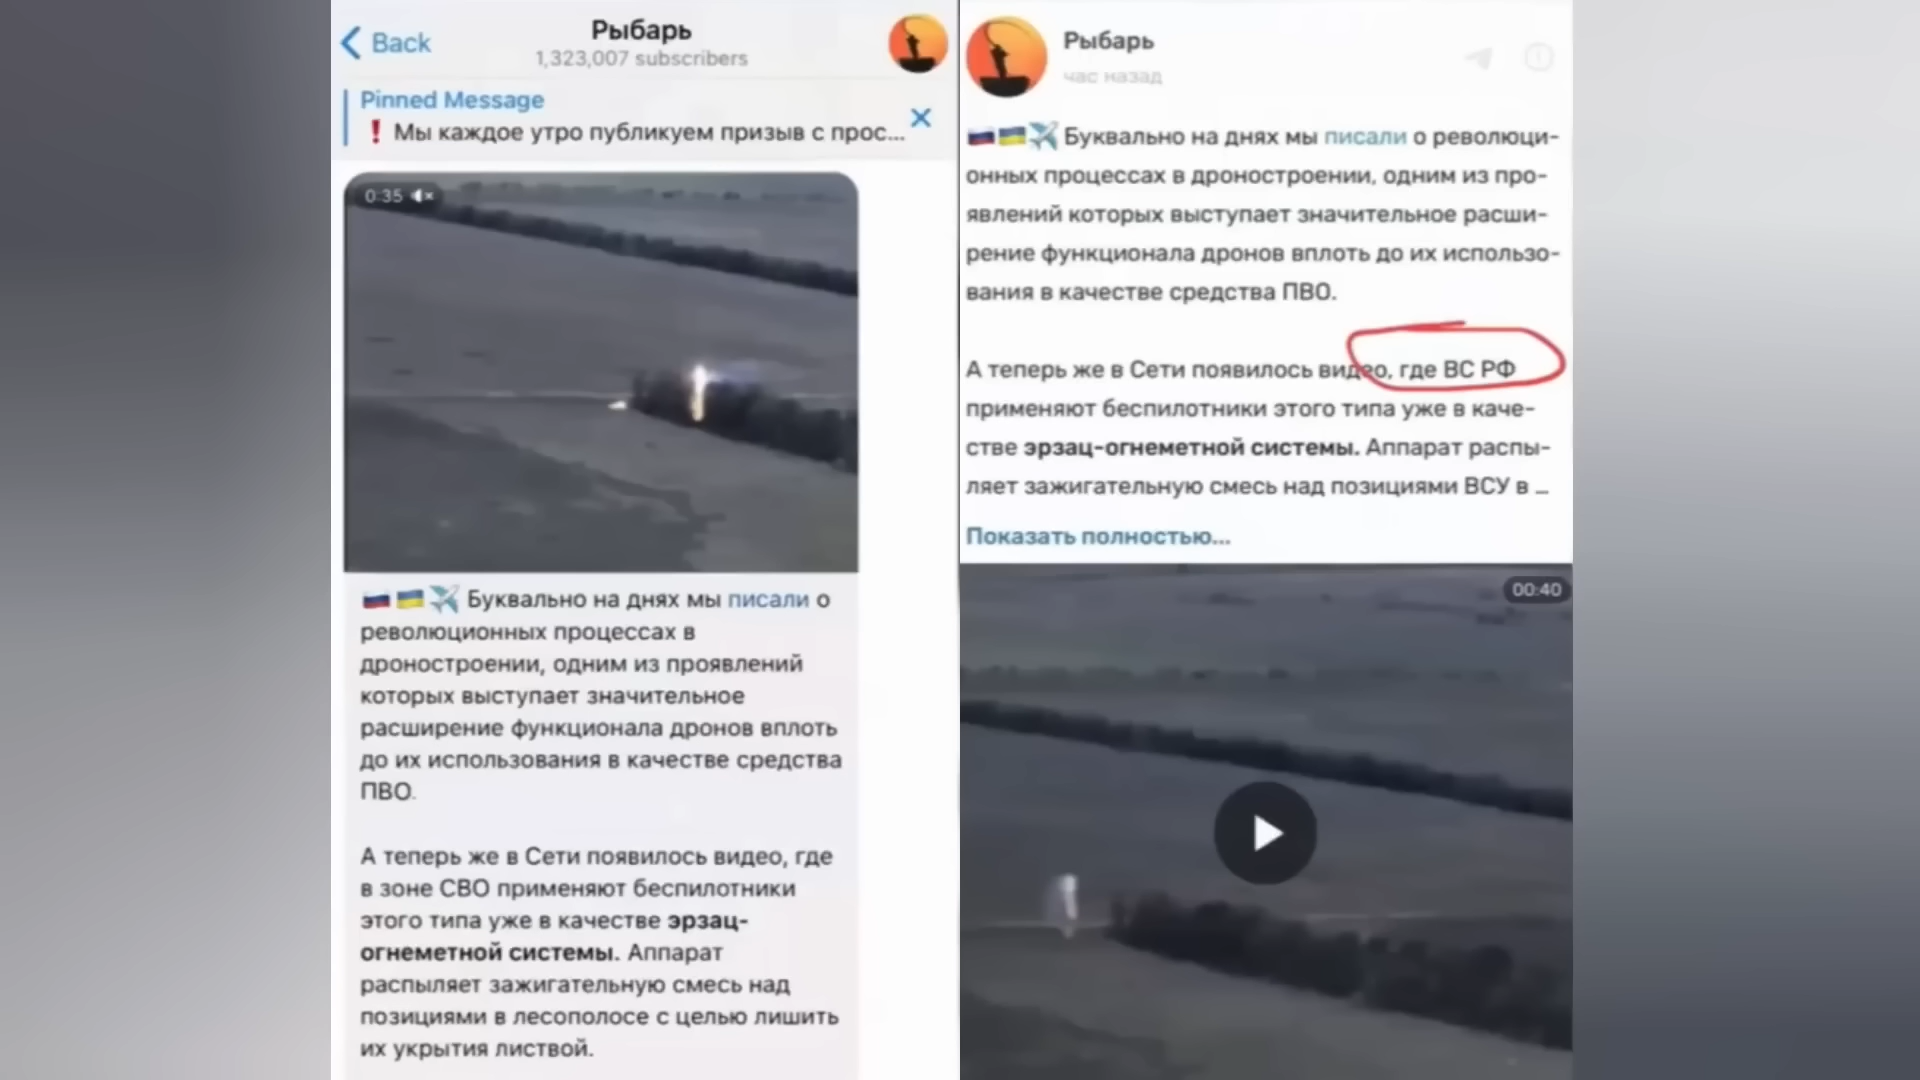 Back
Рыбарь
1,323,007 subscribers
Pinned Message
❗ Мы каждое утро публикуем призыв с прос...
0:35
🇷🇺🇺🇦✈️ Буквально на днях мы писали о
революционных процессах в
дроностроении, одним из проявлений
которых выступает значительное
расширение функционала дронов вплоть
до их использования в качестве средства
ПВО.
А теперь же в Сети появилось видео, где
в зоне СВО применяют беспилотники
этого типа уже в качестве эрзац-
огнеметной системы. Аппарат
распыляет зажигательную смесь над
позициями в лесополосе с целью лишить
их укрытия листвой.
Рыбарь
час назад
🇷🇺🇺🇦✈️ Буквально на днях мы писали о революци-
онных процессах в дроностроении, одним из про-
явлений которых выступает значительное расши-
рение функционала дронов вплоть до их использо-
вания в качестве средства ПВО.
А теперь же в Сети появилось видео, где ВС РФ
применяют беспилотники этого типа уже в каче-
стве эрзац-огнеметной системы. Аппарат распы-
ляет зажигательную смесь над позициями ВСУ в ...
Показать полностью...
00:40